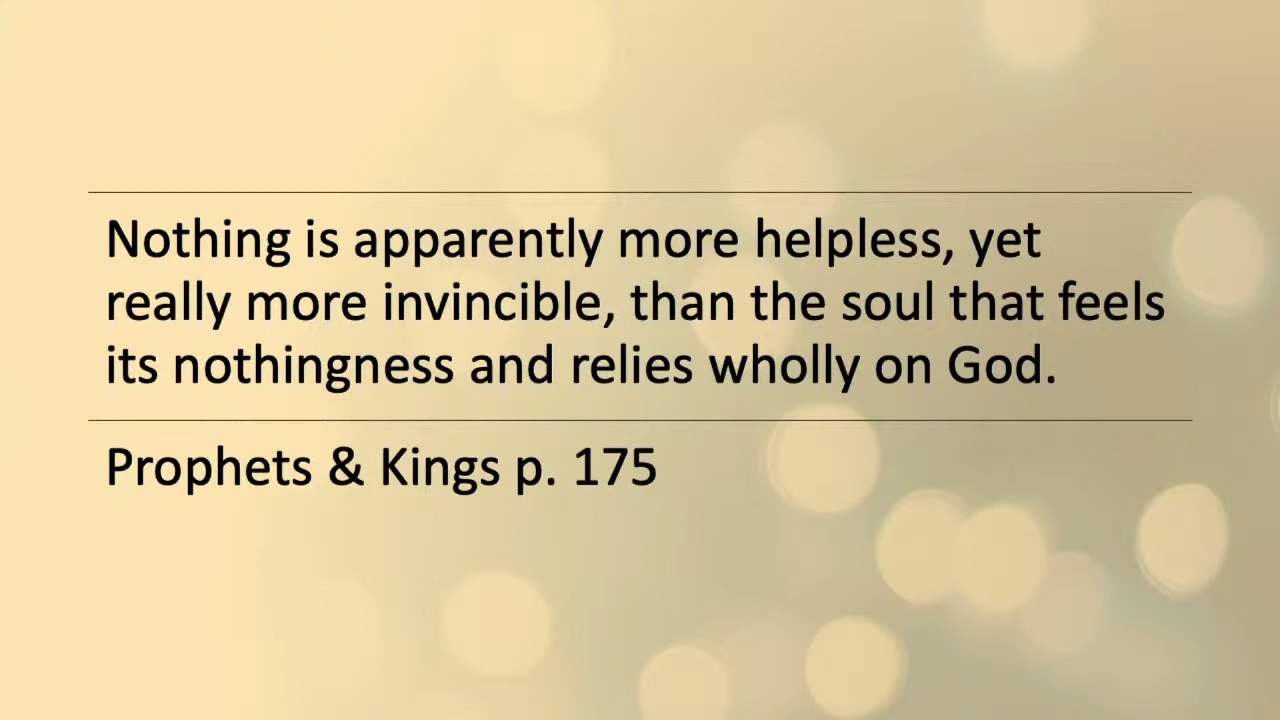 Nothing is apparently more helpless, yet
really more invincible, than the soul that feels
its nothingness and relies wholly on God.
Prophets & Kings p. 175